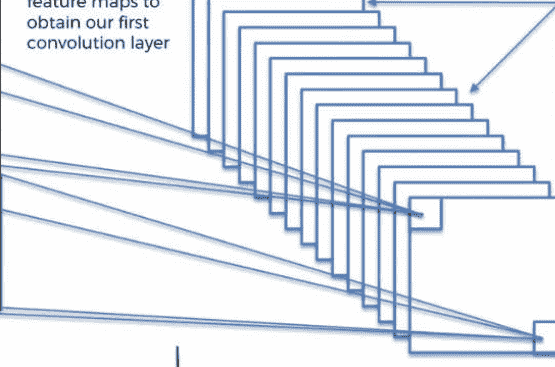 feature maps to
obtain our first
convolution layer